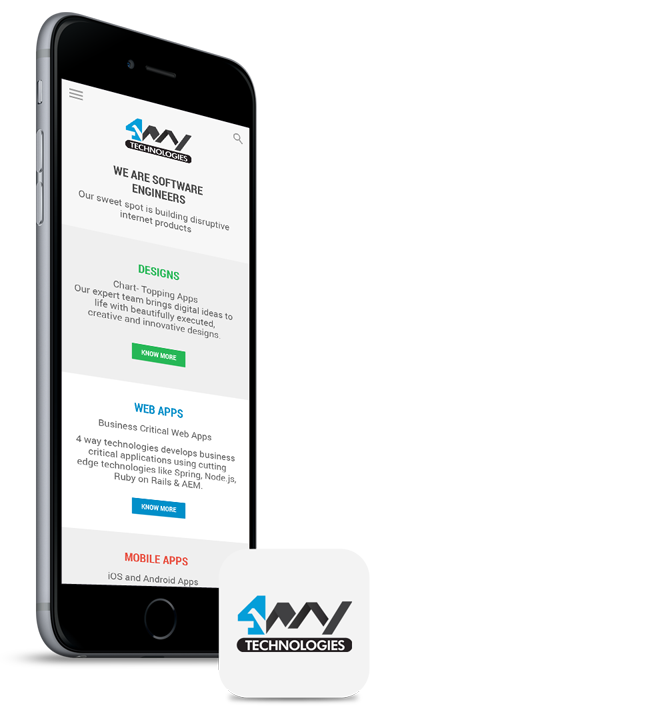 4way
TECHNOLOGIES
WE ARE SOFTWARE
ENGINEERS
Our sweet spot is building disruptive
internet products
DESIGNS
Chart- Topping Apps
Our expert team brings digital ideas to
life with beautifully executed,
creative and innovative designs.
KNOW MORE
WEB APPS
Business Critical Web Apps
4 way technologies develops business
critical applications using cutting
edge technologies like Spring, Node.js,
Ruby on Rails & AEM.
KNOW MORE
MOBILE APPS
iOS and Android Apps
4way
TECHNOLOGIES